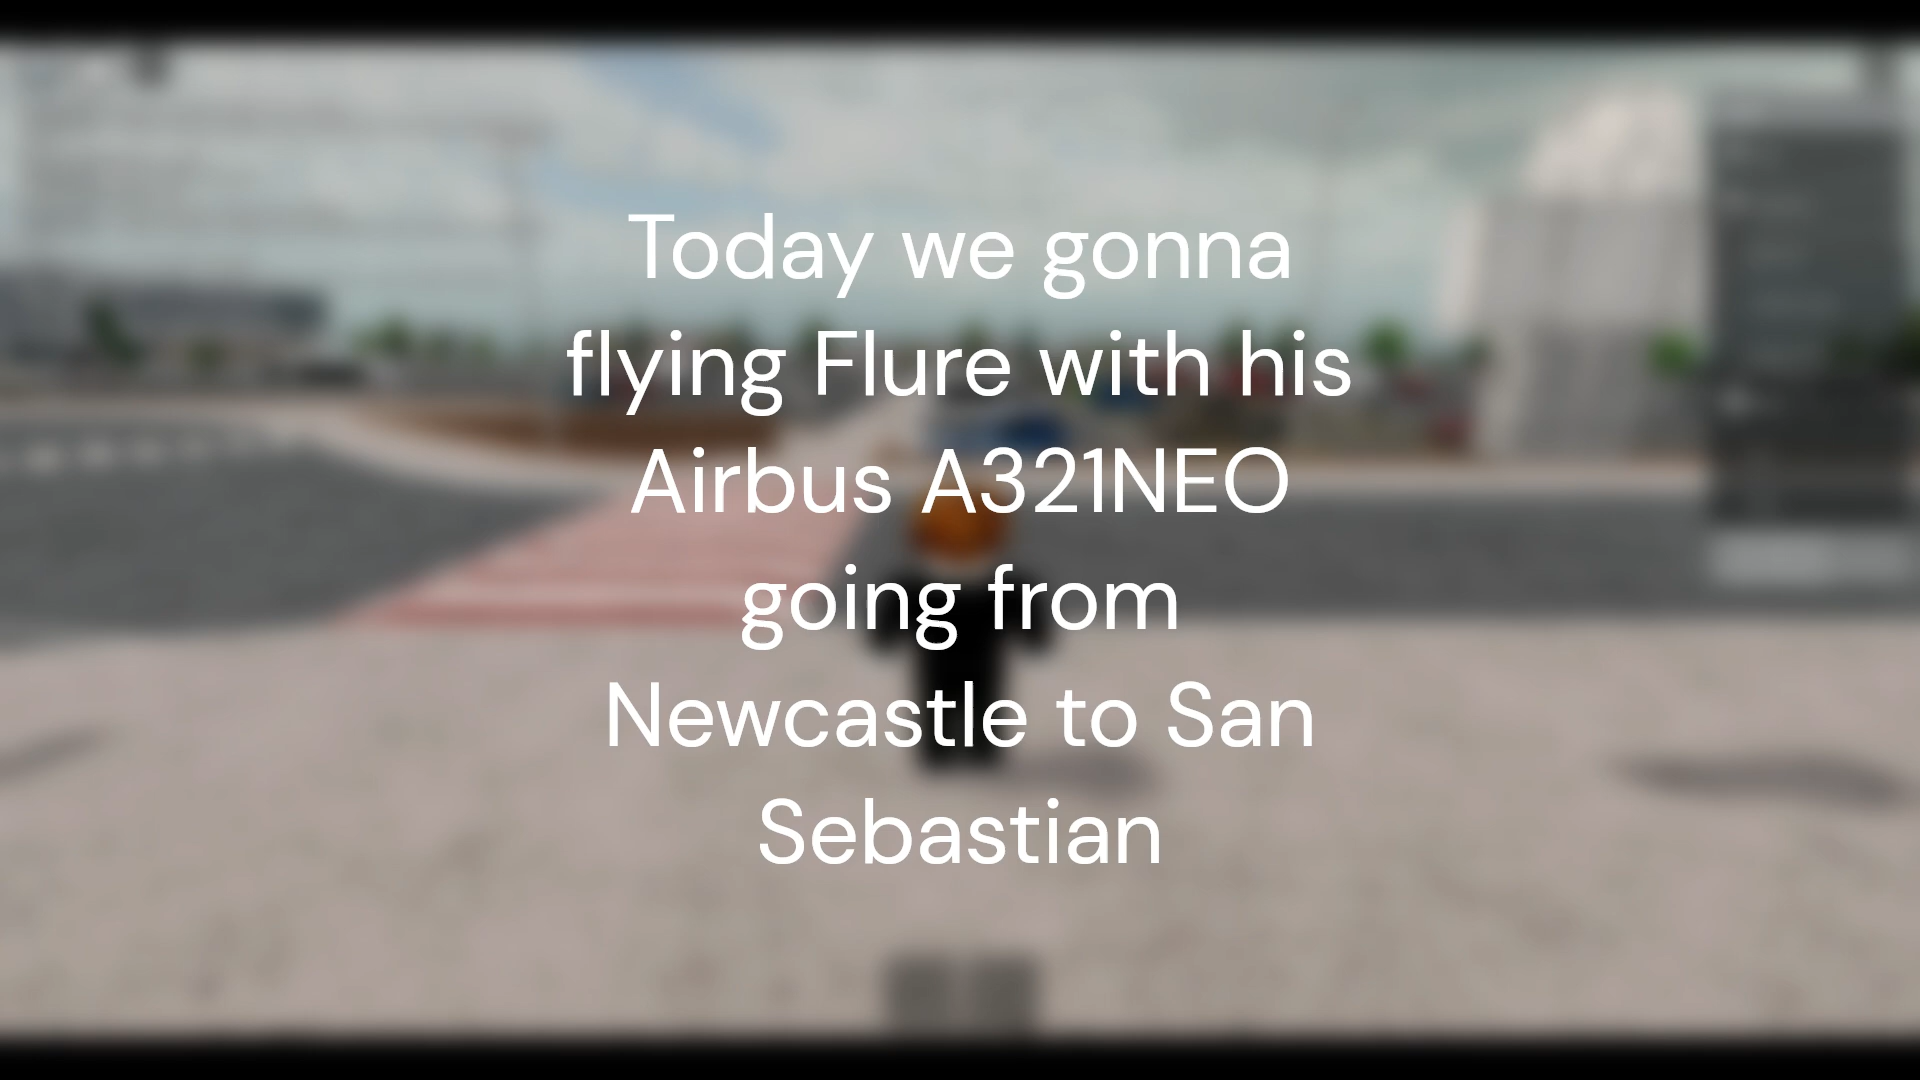 Today we gonna
flying Flure with his
Airbus A321NEO
going from
Newcastle to San
Sebastian